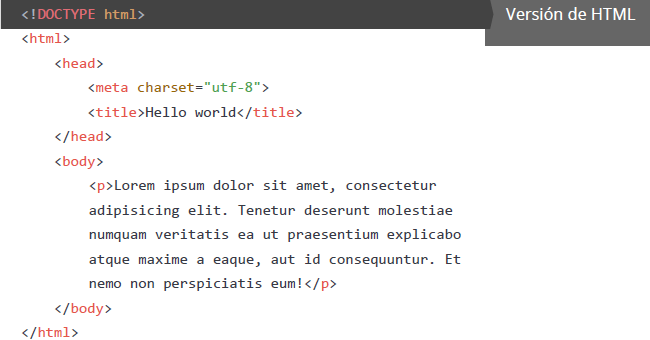 <!DOCTYPE html>
Versión de HTML
<html>
<head>
<meta charset="utf-8">
<title>Hello world</title>
</head>
<body>
<p>Lorem ipsum dolor sit amet, consectetur
adipisicing elit. Tenetur deserunt molestiae
numquam veritatis ea ut praesentium explicabo
atque maxime a eaque, aut id consequuntur. Et
nemo non perspiciatis eum!</p>
</body>
</html>